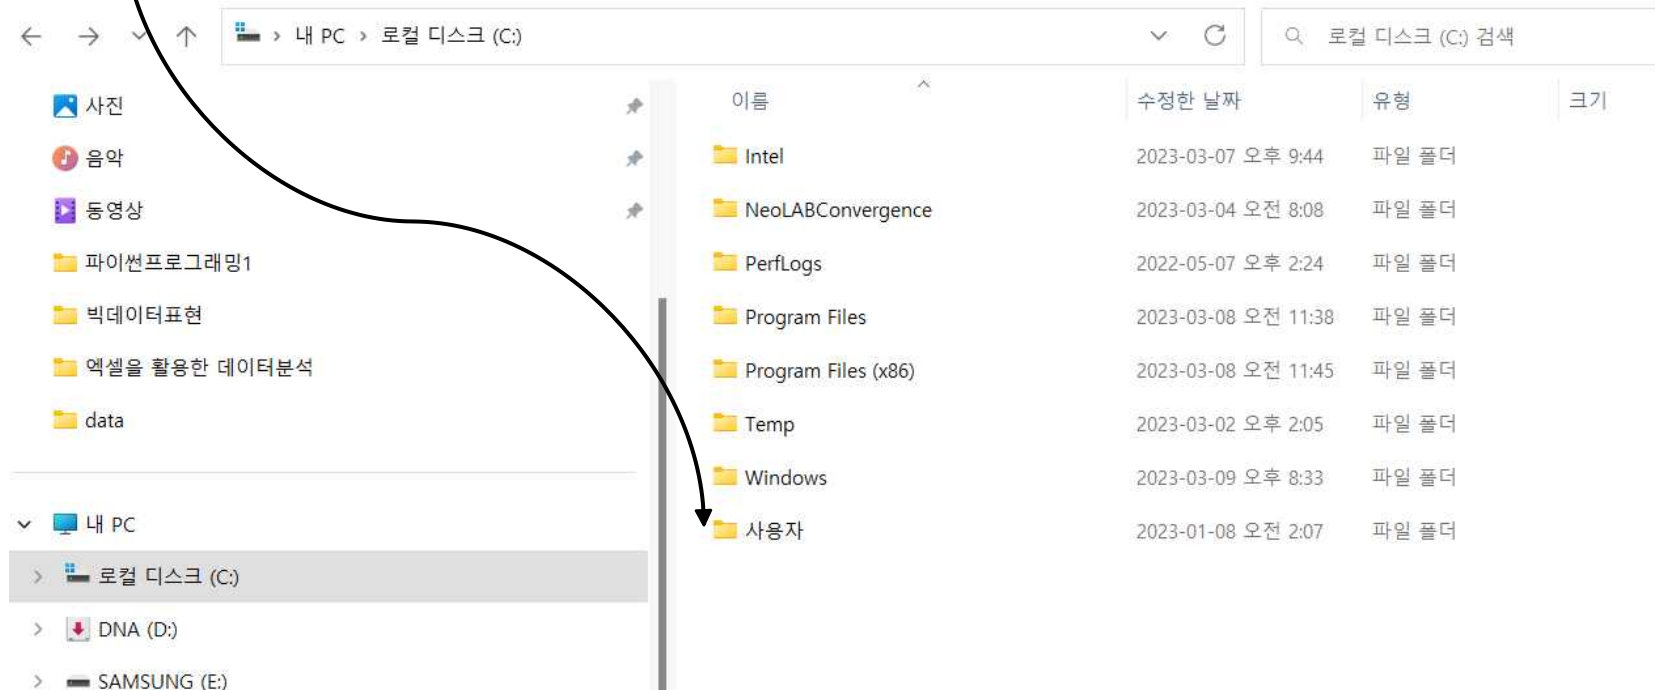 내 PC > 로컬 디스크 (C:)
로컬 디스크 (C:) 검색
사진
음악
동영상
파이썬프로그래밍1
빅데이터표현
엑셀을 활용한 데이터분석
data
내 PC
로컬 디스크 (C:)
DNA (D:)
SAMSUNG (E:)
이름 수정한 날짜 유형 크기
Intel 2023-03-07 오후 9:44 파일 폴더
NeoLABConvergence 2023-03-04 오전 8:08 파일 폴더
PerfLogs 2022-05-07 오후 2:24 파일 폴더
Program Files 2023-03-08 오전 11:38 파일 폴더
Program Files (x86) 2023-03-08 오전 11:45 파일 폴더
Temp 2023-03-02 오후 2:05 파일 폴더
Windows 2023-03-09 오후 8:33 파일 폴더
사용자 2023-01-08 오전 2:07 파일 폴더